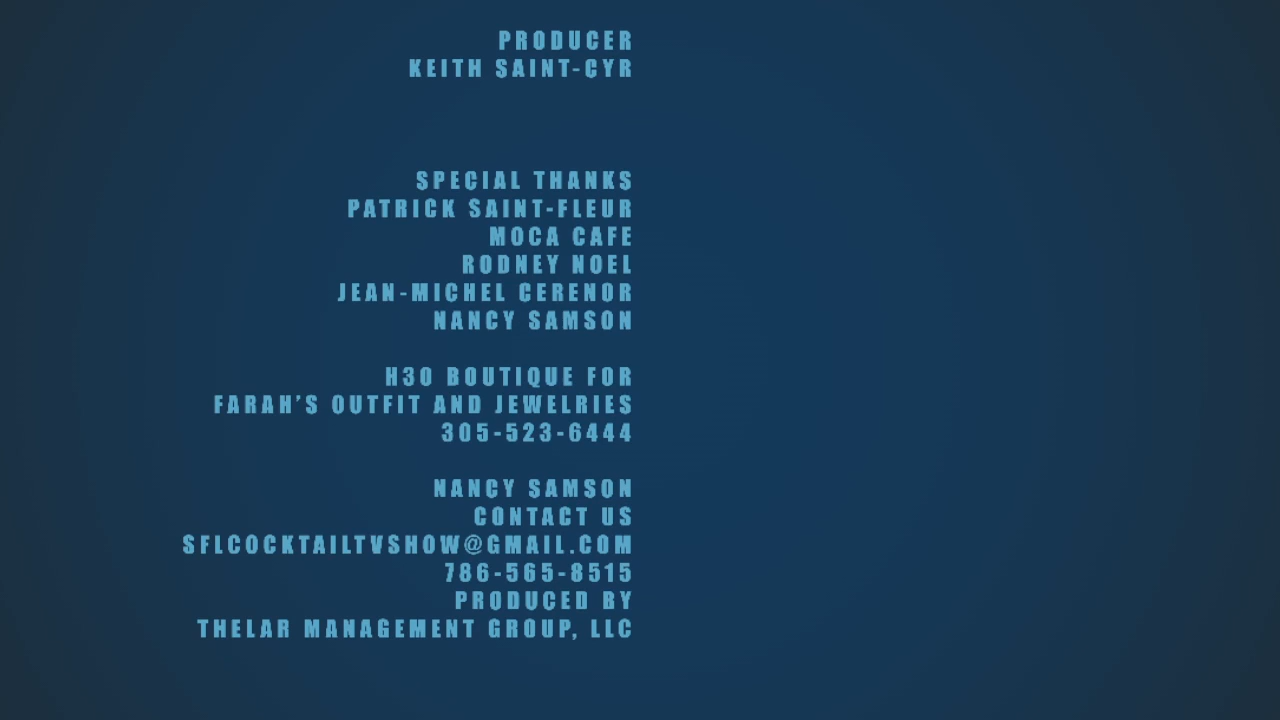 PRODUCER
KEITH SAINT-CYR
SPECIAL THANKS
PATRICK SAINT-FLEUR
MOCA CAFE
RODNEY NOEL
JEAN-MICHEL CERENOR
NANCY SAMSON
H3O BOUTIQUE FOR
FARAH'S OUTFIT AND JEWELRIES
305-523-6444
NANCY SAMSON
CONTACT US
SFLCOCKTAILTVSHOW@GMAIL.COM
786-565-8515
PRODUCED BY
THELAR MANAGEMENT GROUP, LLC